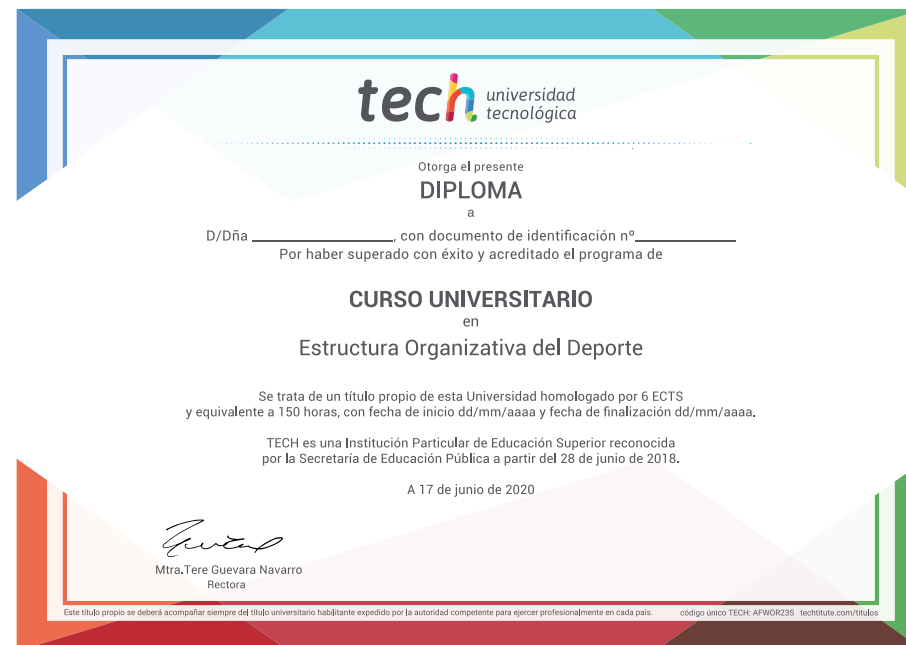 tech universidad
tecnológica
Otorga el presente
DIPLOMA
a
D/Dña ______________, con documento de identificación nº__________
Por haber superado con éxito y acreditado el programa de
CURSO UNIVERSITARIO
en
Estructura Organizativa del Deporte
Se trata de un título propio de esta Universidad homologado por 6 ECTS
y equivalente a 150 horas, con fecha de inicio dd/mm/aaaa y fecha de finalización dd/mm/aaaa.
TECH es una Institución Particular de Educación Superior reconocida
por la Secretaría de Educación Pública a partir del 28 de junio de 2018.
A 17 de junio de 2020
Mtra.Tere Guevara Navarro
Rectora
Este título propio se deberá acompañar siempre del título universitario habilitante expedido por la autoridad competente para ejercer profesionalmente en cada país. código único TECH: AFWOR23S techtitute.com/titulos